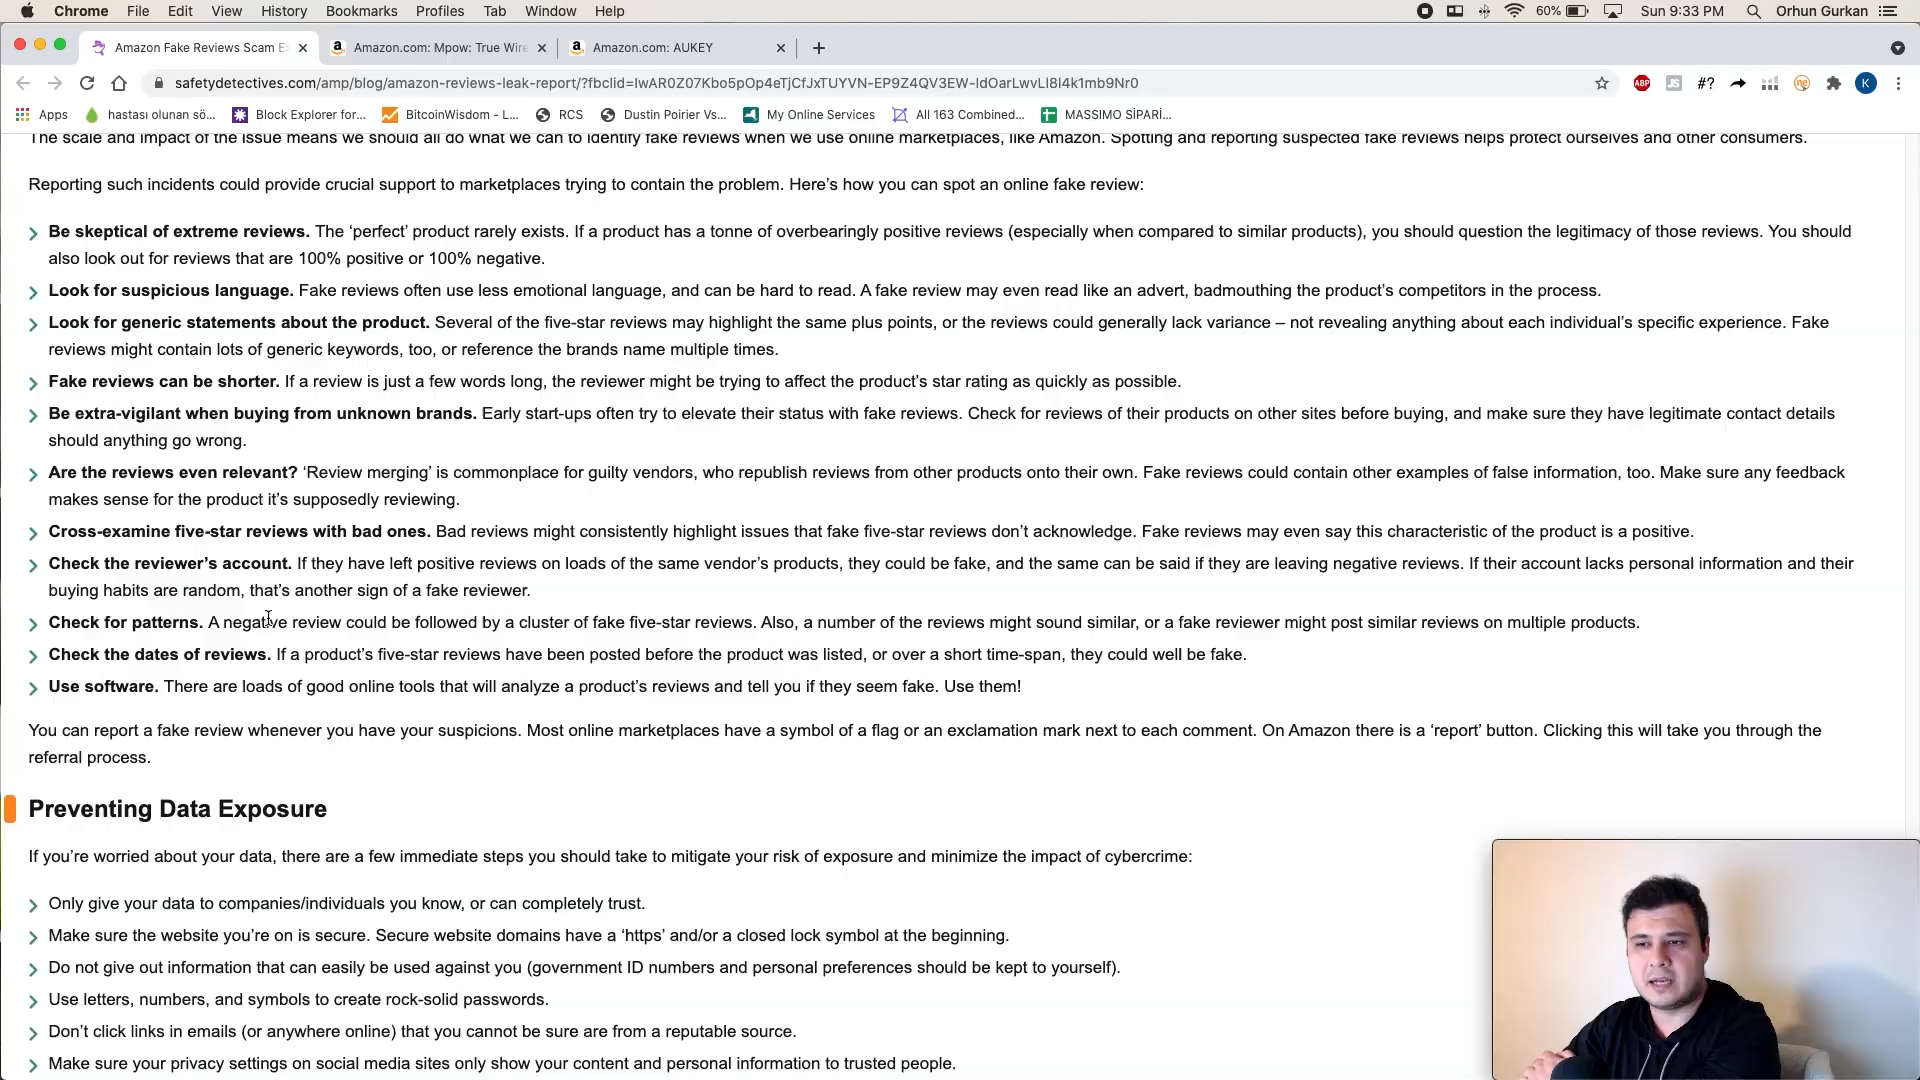 Chrome File Edit View History Bookmarks Profiles Tab Window Help 60% Sun 9:33 PM Orhun Gurkan
Amazon Fake Reviews Scam Ex Amazon.com: Mpow: True Wire Amazon.com: AUKEY
safetydetectives.com/amp/blog/amazon-reviews-leak-report/?fbclid=IwAR0Z07Kbo5pOp4eTjCfJxTUYVN-EP9Z4QV3EW-IdOarLwvLl8l4k1mb9Nr0 ABP JS #? K
Apps hastası olunan sö... Block Explorer for... BitcoinWisdom - L... RCS Dustin Poirier Vs... My Online Services All 163 Combined... MASSIMO SİPARİ...
The scale and impact of the issue means we should all do what we can to identify fake reviews when we use online marketplaces, like Amazon. Spotting and reporting suspected fake reviews helps protect ourselves and other consumers.
Reporting such incidents could provide crucial support to marketplaces trying to contain the problem. Here’s how you can spot an online fake review:
Be skeptical of extreme reviews. The ‘perfect’ product rarely exists. If a product has a tonne of overbearingly positive reviews (especially when compared to similar products), you should question the legitimacy of those reviews. You should
also look out for reviews that are 100% positive or 100% negative.
Look for suspicious language. Fake reviews often use less emotional language, and can be hard to read. A fake review may even read like an advert, badmouthing the product’s competitors in the process.
Look for generic statements about the product. Several of the five-star reviews may highlight the same plus points, or the reviews could generally lack variance – not revealing anything about each individual’s specific experience. Fake
reviews might contain lots of generic keywords, too, or reference the brands name multiple times.
Fake reviews can be shorter. If a review is just a few words long, the reviewer might be trying to affect the product’s star rating as quickly as possible.
Be extra-vigilant when buying from unknown brands. Early start-ups often try to elevate their status with fake reviews. Check for reviews of their products on other sites before buying, and make sure they have legitimate contact details
should anything go wrong.
Are the reviews even relevant? ‘Review merging’ is commonplace for guilty vendors, who republish reviews from other products onto their own. Fake reviews could contain other examples of false information, too. Make sure any feedback
makes sense for the product it’s supposedly reviewing.
Cross-examine five-star reviews with bad ones. Bad reviews might consistently highlight issues that fake five-star reviews don’t acknowledge. Fake reviews may even say this characteristic of the product is a positive.
Check the reviewer’s account. If they have left positive reviews on loads of the same vendor’s products, they could be fake, and the same can be said if they are leaving negative reviews. If their account lacks personal information and their
buying habits are random, that’s another sign of a fake reviewer.
Check for patterns. A negative review could be followed by a cluster of fake five-star reviews. Also, a number of the reviews might sound similar, or a fake reviewer might post similar reviews on multiple products.
Check the dates of reviews. If a product’s five-star reviews have been posted before the product was listed, or over a short time-span, they could well be fake.
Use software. There are loads of good online tools that will analyze a product’s reviews and tell you if they seem fake. Use them!
You can report a fake review whenever you have your suspicions. Most online marketplaces have a symbol of a flag or an exclamation mark next to each comment. On Amazon there is a ‘report’ button. Clicking this will take you through the
referral process.
Preventing Data Exposure
If you’re worried about your data, there are a few immediate steps you should take to mitigate your risk of exposure and minimize the impact of cybercrime:
Only give your data to companies/individuals you know, or can completely trust.
Make sure the website you’re on is secure. Secure website domains have a ‘https’ and/or a closed lock symbol at the beginning.
Do not give out information that can easily be used against you (government ID numbers and personal preferences should be kept to yourself).
Use letters, numbers, and symbols to create rock-solid passwords.
Don’t click links in emails (or anywhere online) that you cannot be sure are from a reputable source.
Make sure your privacy settings on social media sites only show your content and personal information to trusted people.